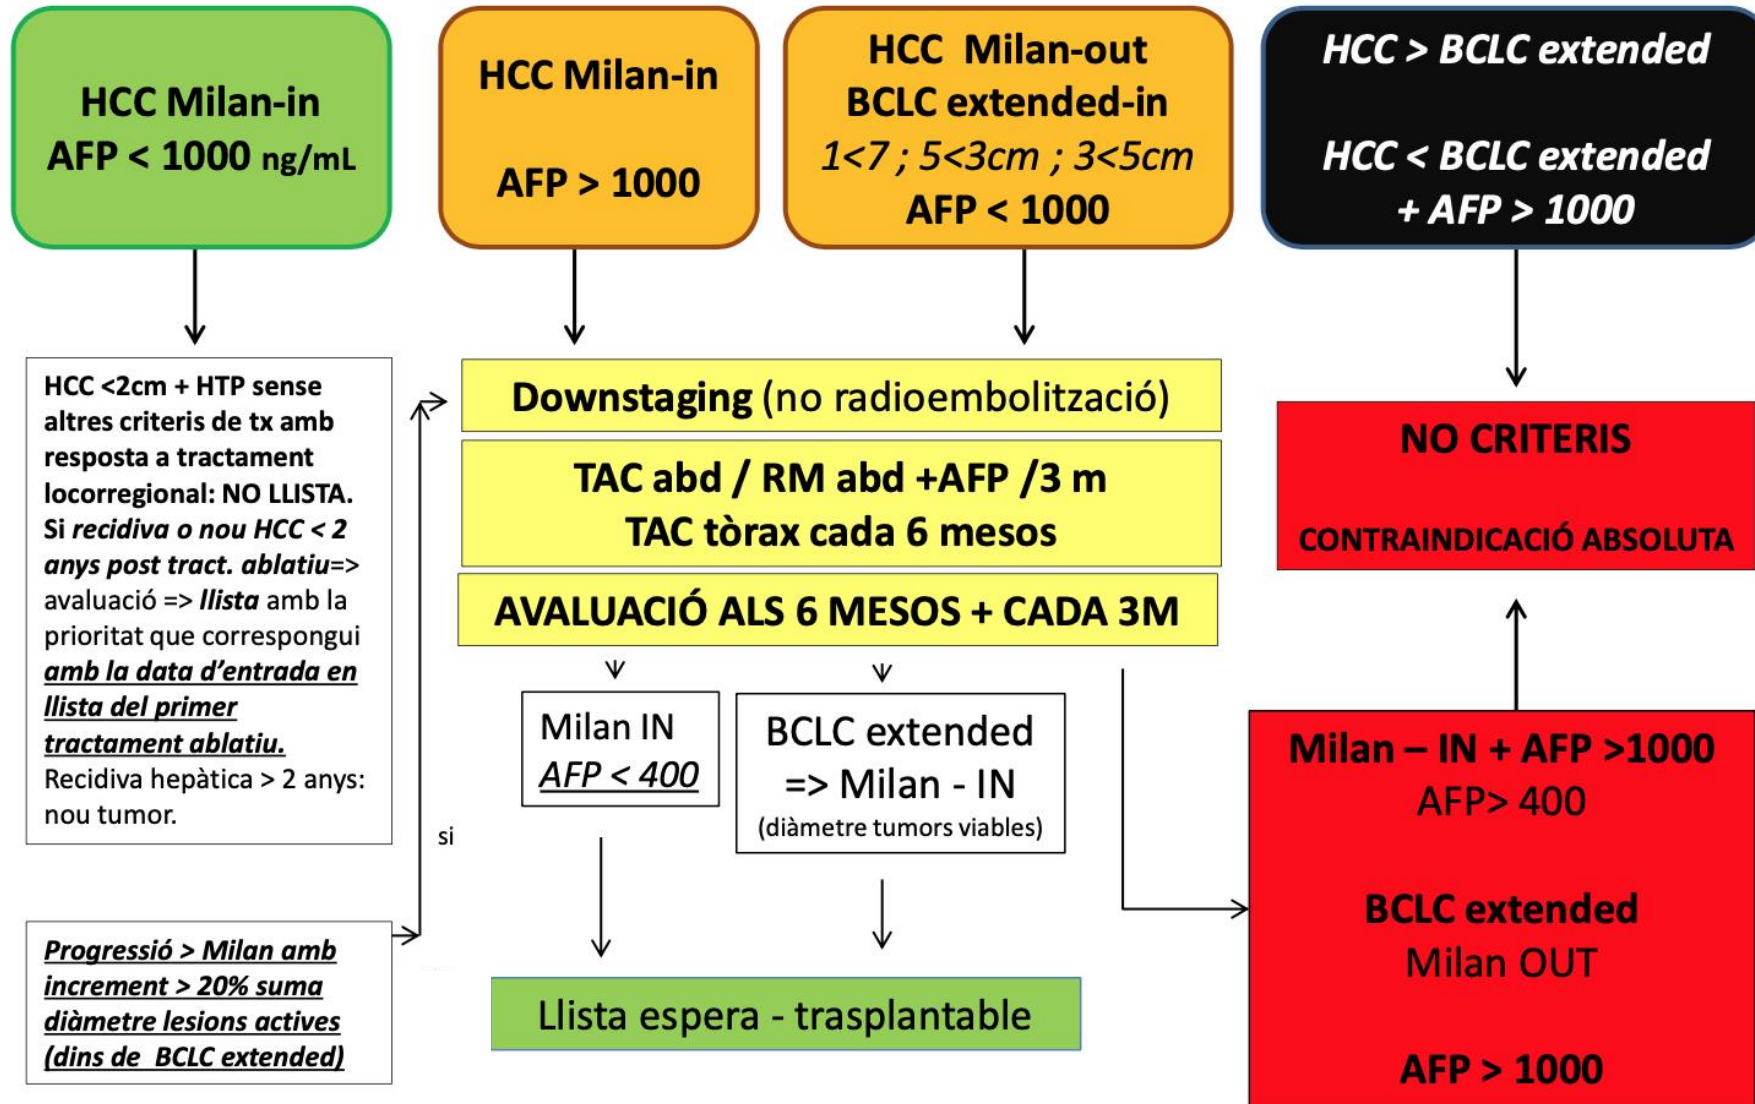 HCC Milan-in
AFP < 1000 ng/mL
HCC Milan-in
AFP > 1000
HCC Milan-out
BCLC extended-in
1<7 ; 5<3cm ; 3<5cm
AFP < 1000
HCC > BCLC extended
HCC < BCLC extended
+ AFP > 1000
HCC <2cm + HTP sense
altres criteris de tx amb
resposta a tractament
locorregional: NO LLISTA.
Si recidiva o nou HCC < 2
anys post tract. ablatiu=>
avaluació => llista amb la
prioritat que correspongui
amb la data d’entrada en
llista del primer
tractament ablatiu.
Recidiva hepàtica > 2 anys:
nou tumor.
Progressió > Milan amb
increment > 20% suma
diàmetre lesions actives
(dins de BCLC extended)
si
Downstaging (no radioembolització)
TAC abd / RM abd +AFP /3 m
TAC tòrax cada 6 mesos
AVALUACIÓ ALS 6 MESOS + CADA 3M
Milan IN
AFP < 400
BCLC extended
=> Milan - IN
(diàmetre tumors viables)
Llista espera - trasplantable
NO CRITERIS
CONTRAINDICACIÓ ABSOLUTA
Milan – IN + AFP >1000
AFP> 400
BCLC extended
Milan OUT
AFP > 1000